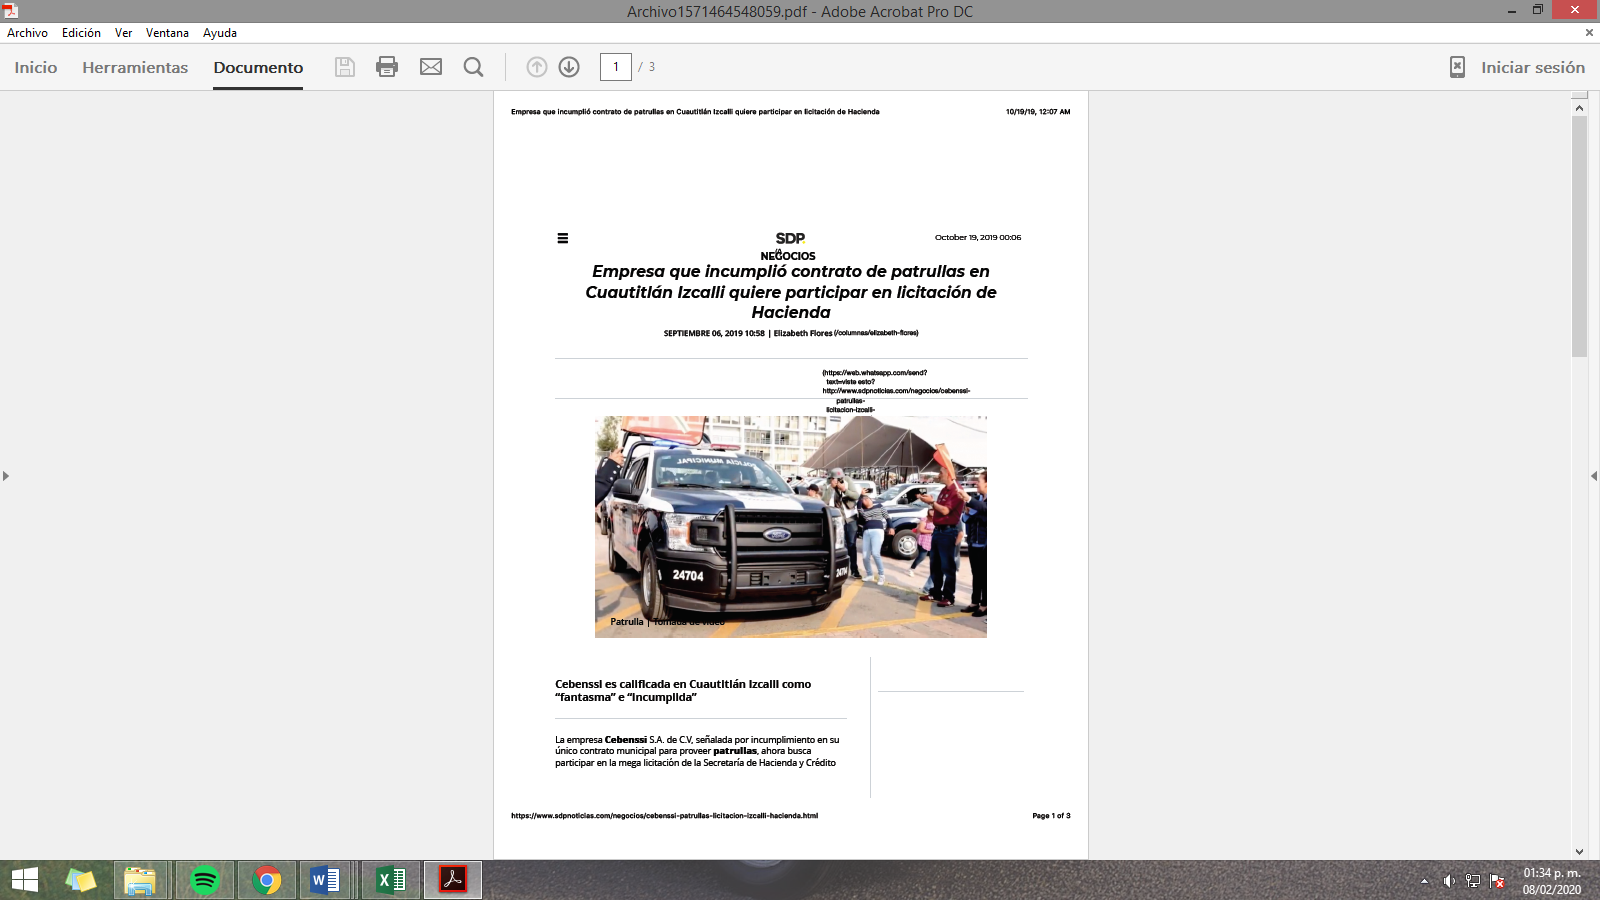 Archivo1571464548059.pdf - Adobe Acrobat Pro DC
Archivo Edición Ver Ventana Ayuda
Inicio Herramientas Documento 1 / 3 Iniciar sesión
Empresa que incumplió contrato de patrullas en Cuautitlán Izcalli quiere participar en licitación de Hacienda 10/19/19, 12:07 AM
SDP. October 19, 2019 00:06
NEGOCIOS
Empresa que incumplió contrato de patrullas en
Cuautitlán Izcalli quiere participar en licitación de
Hacienda
SEPTIEMBRE 06, 2019 10:58 | Elizabeth Flores (/columnas/elizabeth-flores)
(https://web.whatsapp.com/send?
text=viste esto?
http://www.sdpnoticias.com/negocios/cebenssi-
patrullas-
licitacion-izcalli-
POLICÍA MUNICIPAL
24704
24704
Patrulla | Tomada de video
Cebenssi es calificada en Cuautitlán Izcalli como
“fantasma” e “incumplida”
La empresa Cebenssi S.A. de C.V, señalada por incumplimiento en su
único contrato municipal para proveer patrullas, ahora busca
participar en la mega licitación de la Secretaría de Hacienda y Crédito
https://www.sdpnoticias.com/negocios/cebenssi-patrullas-licitacion-izcalli-hacienda.html Page 1 of 3
01:34 p. m.
08/02/2020